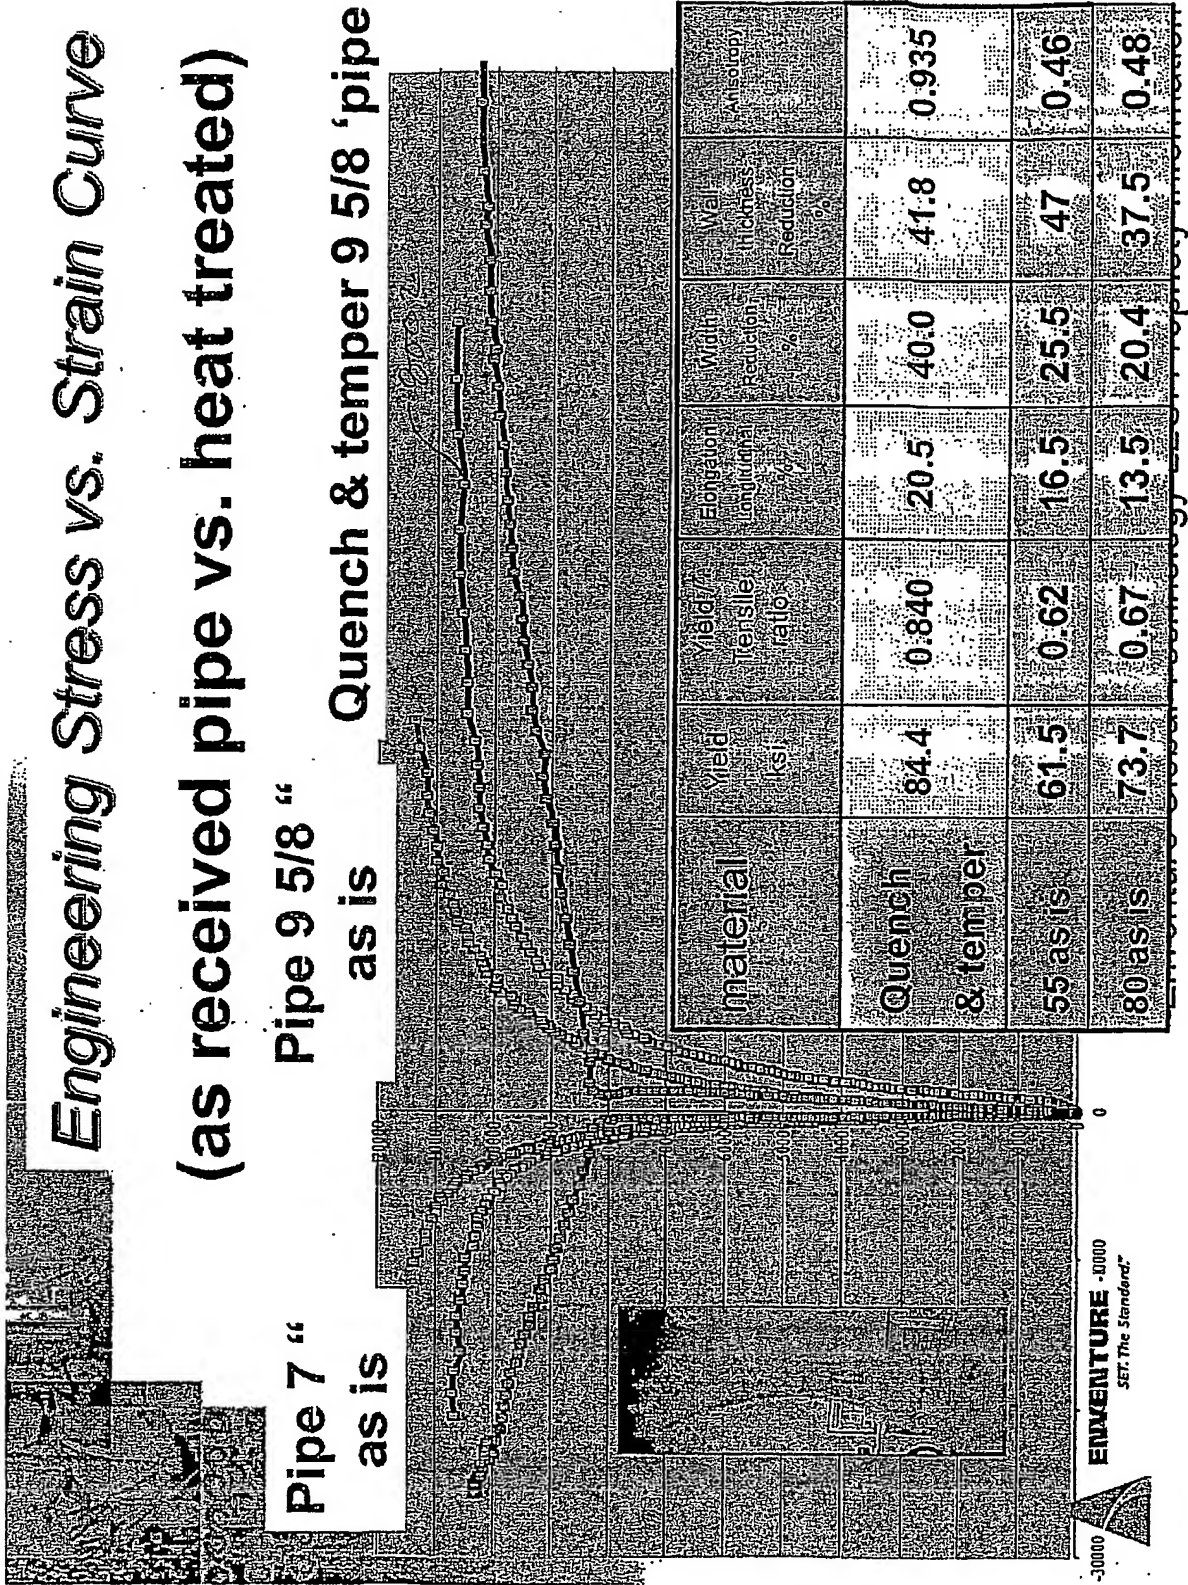 Engineering Stress vs. Strain Curve
(as received pipe vs. heat treated)
Pipe 7 “
as is
Pipe 9 5/8 “
as is
Quench & temper 9 5/8 ‘pipe
material
Yield
ksi
Yield /
Tensile
ratio
Elongation
Longitudinal
%
Width
Reduction
%
Wall
thickness
Reduction
%
Quench
& temper
84.4
0.840
20.5
40.0
41.8
0.935
55 as is
61.5
0.62
16.5
25.5
47
0.46
80 as is
73.7
0.67
13.5
20.4
37.5
0.48
-30000
-10000
0
ENVENTURE
SET. The Standard.™